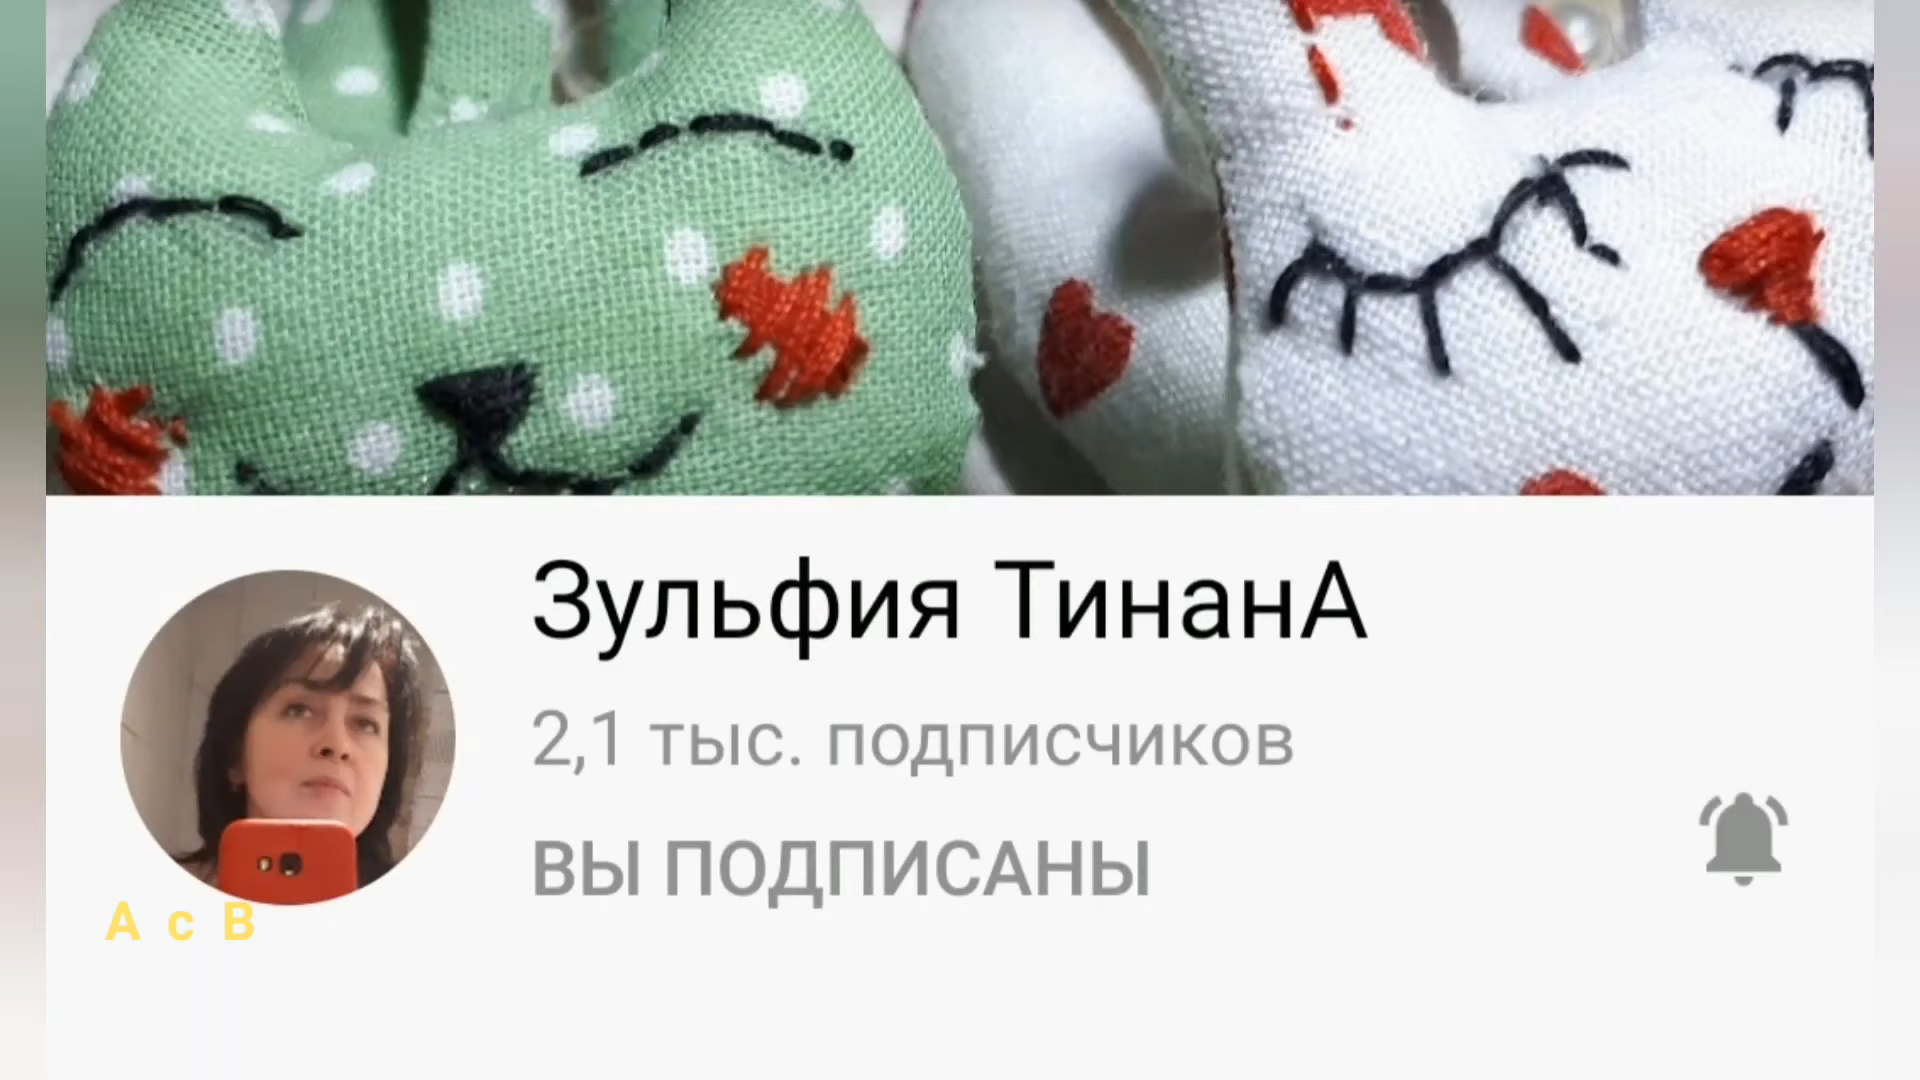 Зульфия ТинанА
2,1 тыс. подписчиков
ВЫ ПОДПИСАНЫ
А с В